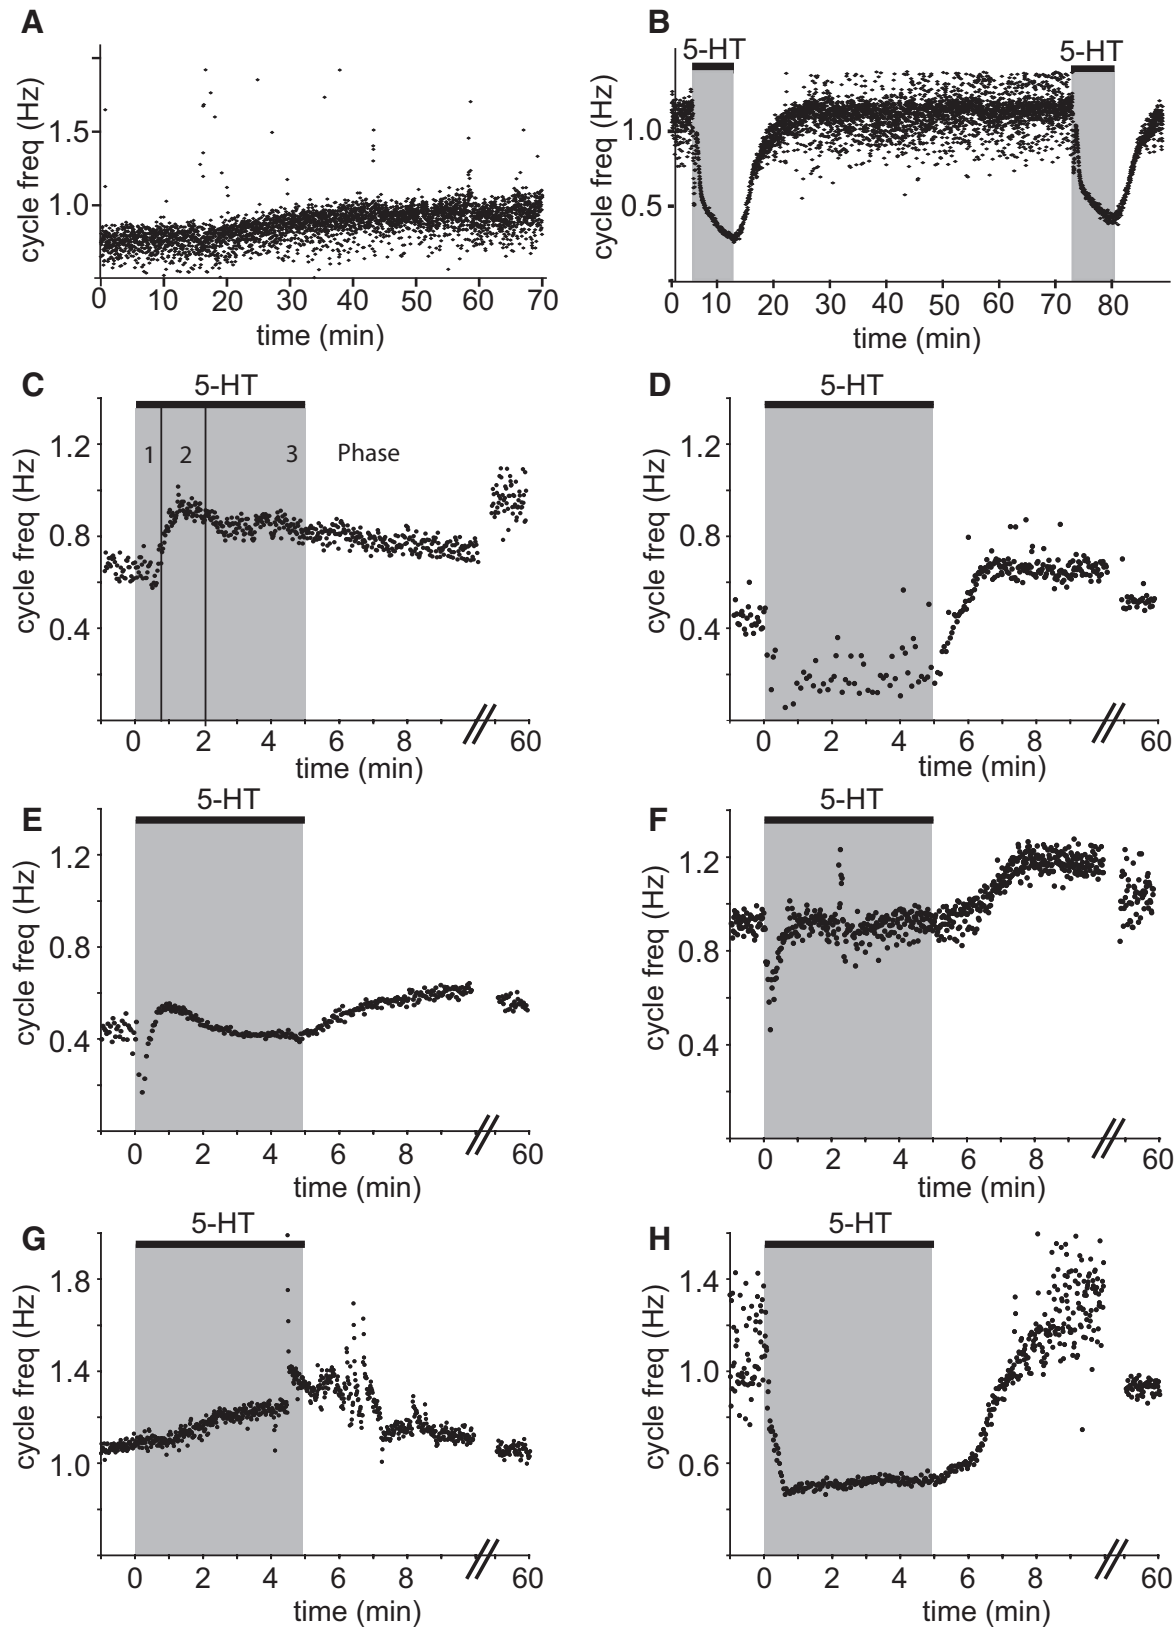 A
cycle freq (Hz)
1.5
1.0
0 10 20 30 40 50 60 70
time (min)
B
5-HT 5-HT
cycle freq (Hz)
1.0
0.5
0 10 20 30 40 50 60 70 80
time (min)
C
5-HT
cycle freq (Hz)
1.2
0.8
0.4
1 2 3 Phase
0 2 4 6 8 60
time (min)
D
5-HT
cycle freq (Hz)
1.2
0.8
0.4
0 2 4 6 8 60
time (min)
E
5-HT
cycle freq (Hz)
1.2
0.8
0.4
0 2 4 6 8 60
time (min)
F
5-HT
cycle freq (Hz)
1.2
0.8
0.4
0 2 4 6 8 60
time (min)
G
5-HT
cycle freq (Hz)
1.8
1.4
1.0
0 2 4 6 8 60
time (min)
H
5-HT
cycle freq (Hz)
1.4
1.0
0.6
0 2 4 6 8 60
time (min)